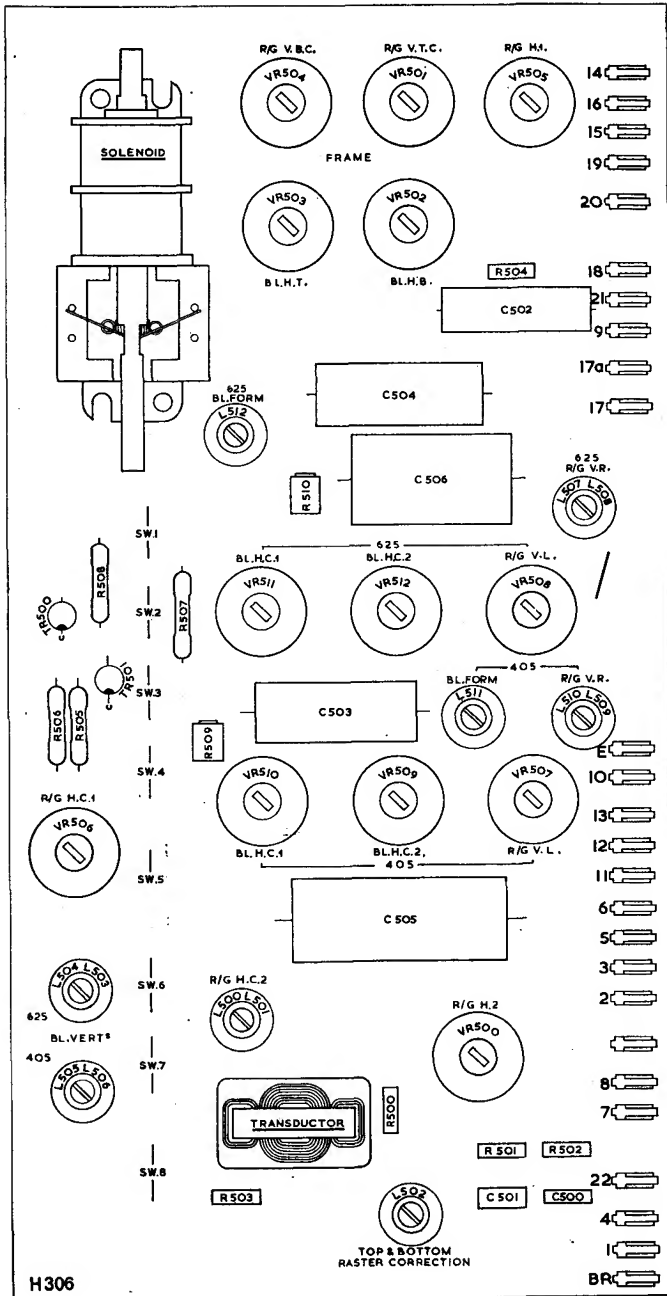 R/G V.B.C. R/G V.T.C. R/G H.1.
VR504 VR501 VR505
14
16
15
19
20
SOLENOID
FRAME
VR503 VR502
BL.H.T. BL.H.B.
R504
18
21
C502
9
17a
17
C504
625
BL.FORM
L512
C506
R510
625
R/G V.R.
L507 L508
SW.1
625
BL.H.C.1 BL.H.C.2 R/G V.L.
VR511 VR512 VR508
R508
R507
SW.2
TR500
c
TR501
c
SW.3
405
BL.FORM R/G V.R.
L511 L510 L509
C503
R506 R505
R509
SW.4
E
10
13
12
11
6
5
3
2
8
7
22
4
1
BR
R/G H.C.1
VR506
VR510 VR509 VR507
BL.H.C.1 BL.H.C.2, R/G V.L.
405
SW.5
C505
L504 L503
625
SW.6
R/G H.C.2
L500 L501
R/G H.2
VR500
BL.VERTS
405
L505 L506
SW.7
TRANSDUCTOR
R500
R501 R502
SW.8
R503
L502
C501 C500
TOP & BOTTOM
RASTER CORRECTION
H306